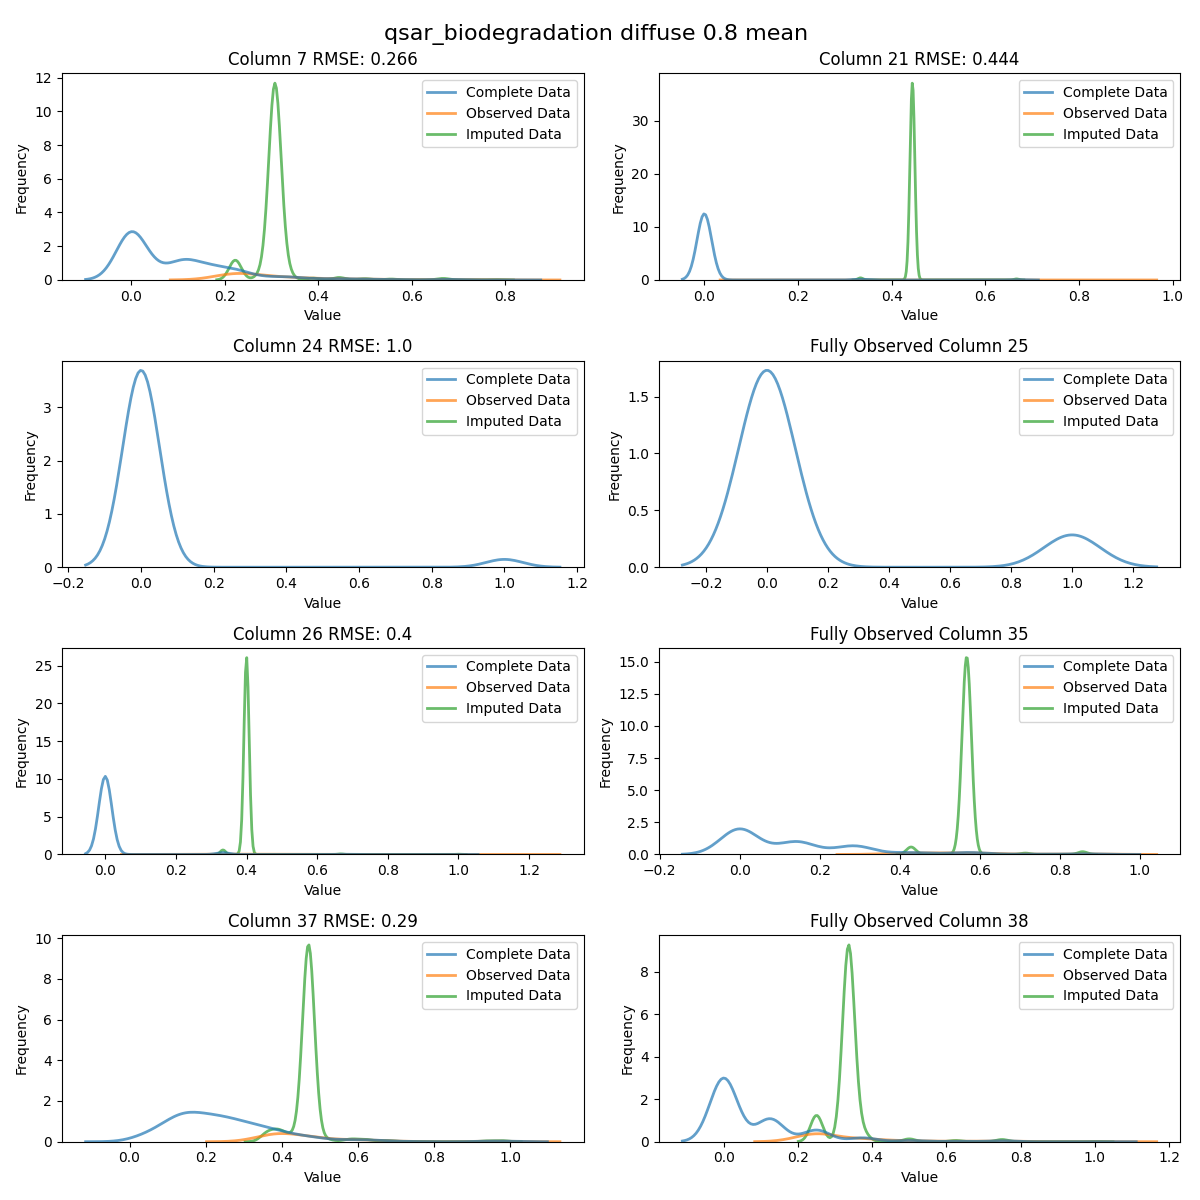 qsar_biodegradation diffuse 0.8 mean
Column 7 RMSE: 0.266
Frequency
12
10
8
6
4
2
0
Complete Data
Observed Data
Imputed Data
0.0 0.2 0.4 0.6 0.8
Value
Column 21 RMSE: 0.444
Frequency
30
20
10
0
Complete Data
Observed Data
Imputed Data
0.0 0.2 0.4 0.6 0.8 1.0
Value
Column 24 RMSE: 1.0
Frequency
3
2
1
0
Complete Data
Observed Data
Imputed Data
−0.2 0.0 0.2 0.4 0.6 0.8 1.0 1.2
Value
Fully Observed Column 25
Frequency
1.5
1.0
0.5
0.0
Complete Data
Observed Data
Imputed Data
−0.2 0.0 0.2 0.4 0.6 0.8 1.0 1.2
Value
Column 26 RMSE: 0.4
Frequency
25
20
15
10
5
0
Complete Data
Observed Data
Imputed Data
0.0 0.2 0.4 0.6 0.8 1.0 1.2
Value
Fully Observed Column 35
Frequency
15.0
12.5
10.0
7.5
5.0
2.5
0.0
Complete Data
Observed Data
Imputed Data
−0.2 0.0 0.2 0.4 0.6 0.8 1.0
Value
Column 37 RMSE: 0.29
Frequency
10
8
6
4
2
0
Complete Data
Observed Data
Imputed Data
0.0 0.2 0.4 0.6 0.8 1.0
Value
Fully Observed Column 38
Frequency
8
6
4
2
0
Complete Data
Observed Data
Imputed Data
0.0 0.2 0.4 0.6 0.8 1.0 1.2
Value